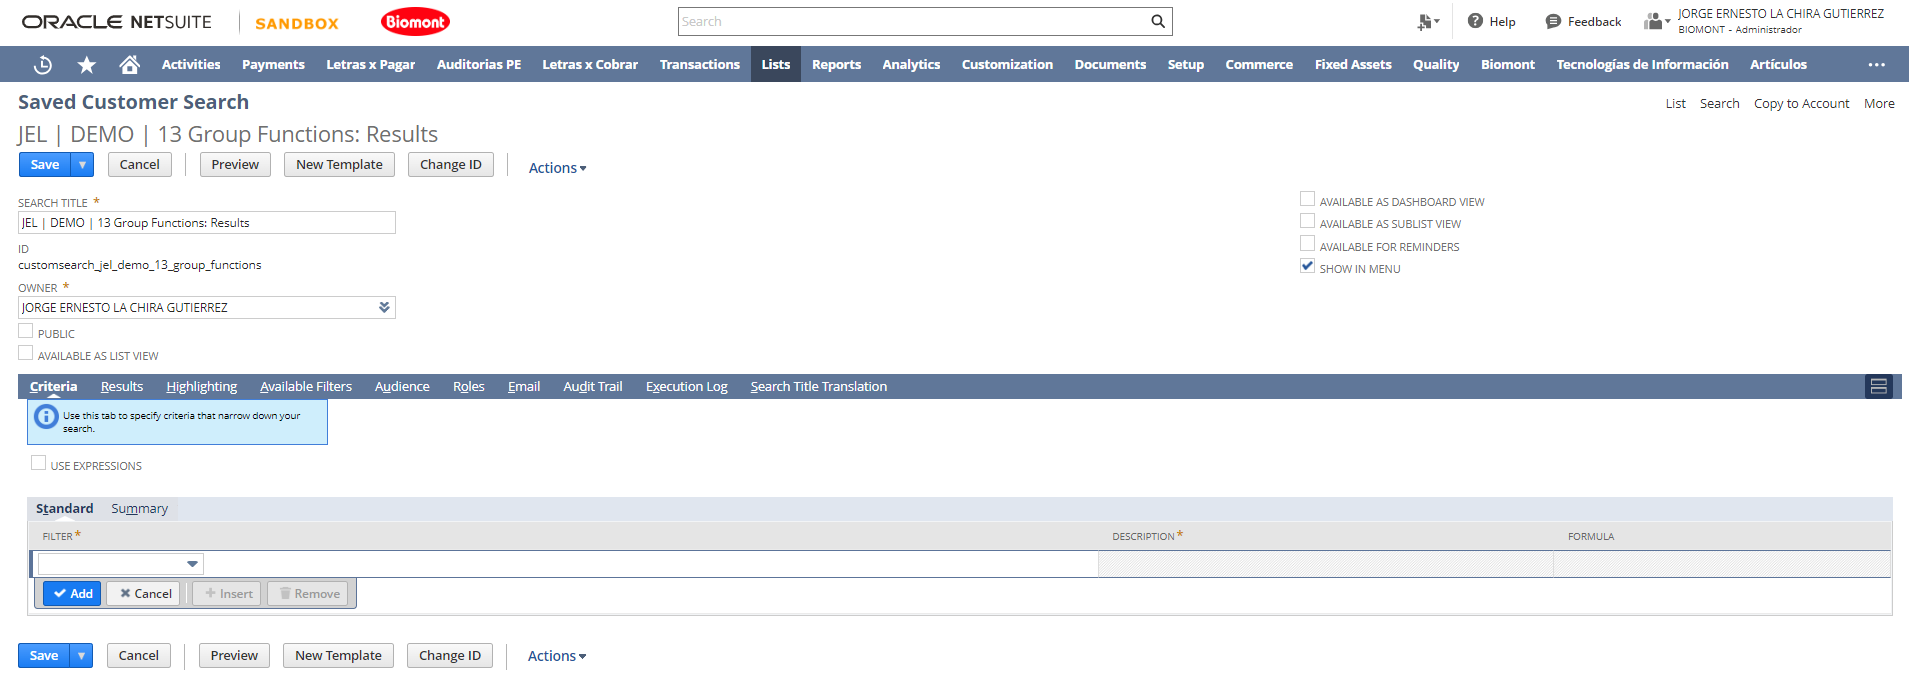 ORACLE NETSUITE SANDBOX Biomont Search Help Feedback JORGE ERNESTO LA CHIRA GUTIERREZ
BIOMONT - Administrador
Activities Payments Letras x Pagar Auditorias PE Letras x Cobrar Transactions Lists Reports Analytics Customization Documents Setup Commerce Fixed Assets Quality Biomont Tecnologías de Información Artículos ...
Saved Customer Search List Search Copy to Account More
JEL | DEMO | 13 Group Functions: Results
Save Cancel Preview New Template Change ID Actions
SEARCH TITLE *
JEL | DEMO | 13 Group Functions: Results
ID
customsearch_jel_demo_13_group_functions
OWNER *
JORGE ERNESTO LA CHIRA GUTIERREZ
PUBLIC
AVAILABLE AS LIST VIEW
AVAILABLE AS DASHBOARD VIEW
AVAILABLE AS SUBLIST VIEW
AVAILABLE FOR REMINDERS
SHOW IN MENU
Criteria Results Highlighting Available Filters Audience Roles Email Audit Trail Execution Log Search Title Translation
Use this tab to specify criteria that narrow down your
search.
USE EXPRESSIONS
Standard Summary
FILTER * DESCRIPTION * FORMULA
Add Cancel Insert Remove
Save Cancel Preview New Template Change ID Actions